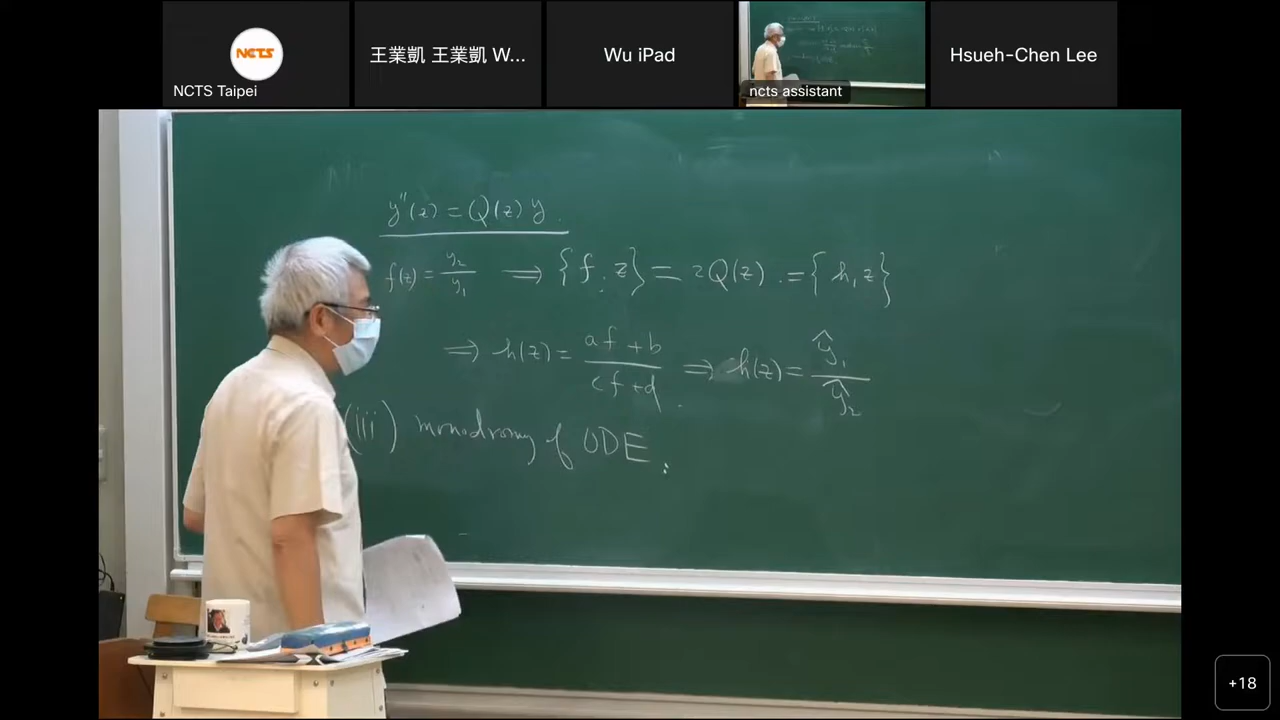 NCTS
NCTS Taipei
王業凱 王業凱 W...
Wu iPad
ncts assistant
Hsueh-Chen Lee
y''(z) = Q(z) y.
f(z) = y₂/y₁ ⟹ {f, z} = 2Q(z). = {h, z}
⟹ h(z) = (af + b)/(cf + d). ⟹ h(z) = ŷ₁/ŷ₂
(iii) monodromy of ODE.
+18